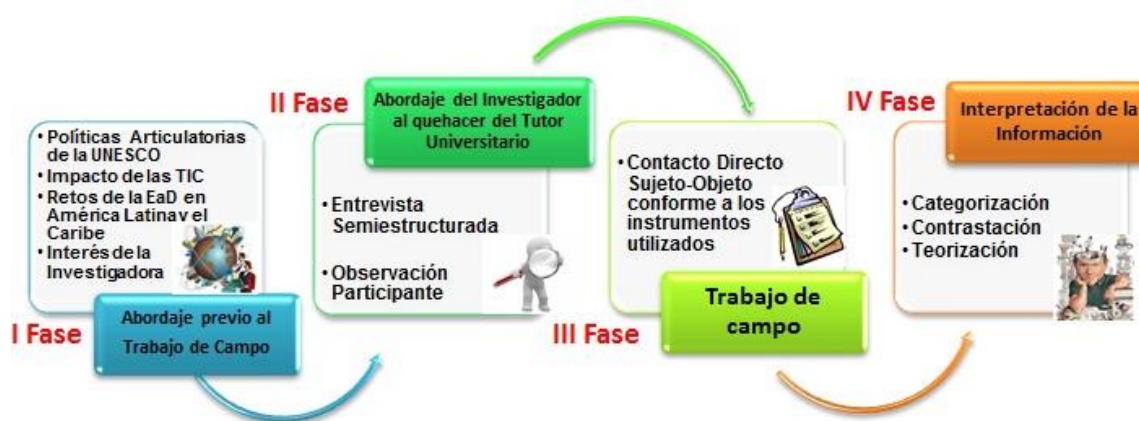 I Fase
• Políticas Articulatorias
de la UNESCO
• Impacto de las TIC
• Retos de la EaD en
América Latina y el
Caribe
• Interés de la
Investigadora
Abordaje previo al
Trabajo de Campo
II Fase
Abordaje del Investigador
al quehacer del Tutor
Universitario
• Entrevista
Semiestructurada
• Observación
Participante
III Fase
• Contacto Directo
Sujeto-Objeto
conforme a los
instrumentos
utilizados
Trabajo de
campo
IV Fase
Interpretación de la
Información
• Categorización
• Contrastación
• Teorización